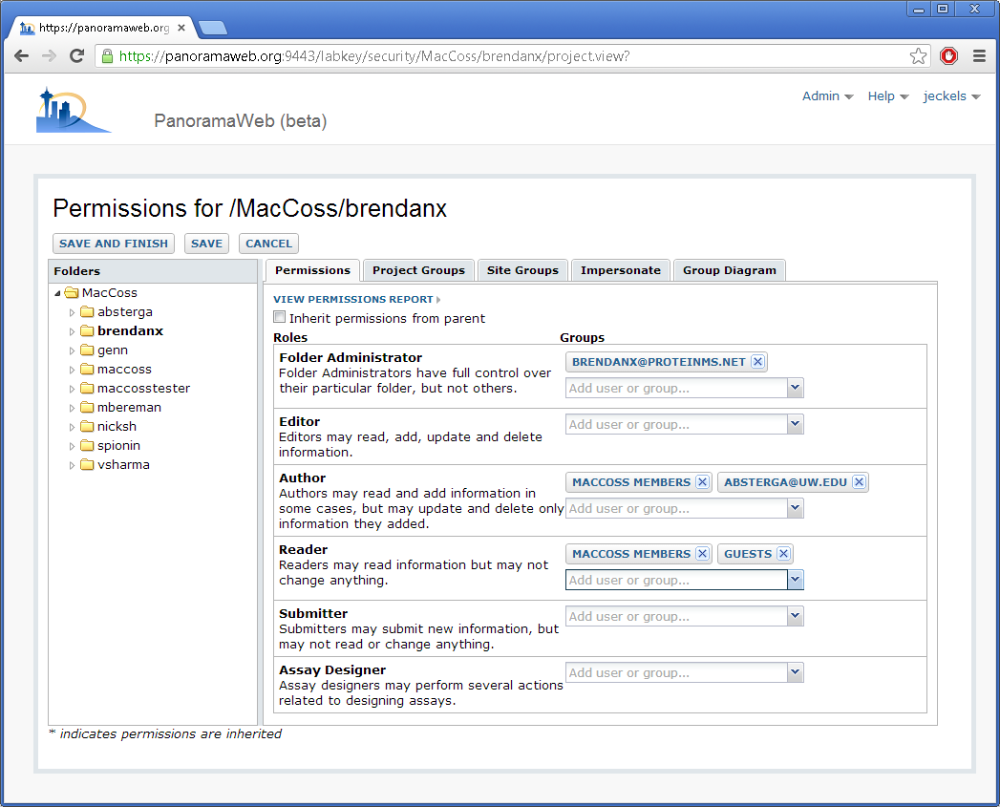 https://panoramaweb.org
https://panoramaweb.org:9443/labkey/security/MacCoss/brendanx/project.view?
Admin Help jeckels
PanoramaWeb (beta)
Permissions for /MacCoss/brendanx
SAVE AND FINISH SAVE CANCEL
Folders
MacCoss
absterga
brendanx
genn
maccoss
maccosstester
mbereman
nicksh
spionin
vsharma
Permissions Project Groups Site Groups Impersonate Group Diagram
VIEW PERMISSIONS REPORT
Inherit permissions from parent
Roles Groups
Folder Administrator
Folder Administrators have full control over
their particular folder, but not others.
BRENDANX@PROTEINMS.NET
Add user or group...
Editor
Editors may read, add, update and delete
information.
Add user or group...
Author
Authors may read and add information in
some cases, but may update and delete only
information they added.
MACCOSS MEMBERS ABSTERGA@UW.EDU
Add user or group...
Reader
Readers may read information but may not
change anything.
MACCOSS MEMBERS GUESTS
Add user or group...
Submitter
Submitters may submit new information, but
may not read or change anything.
Add user or group...
Assay Designer
Assay designers may perform several actions
related to designing assays.
Add user or group...
* indicates permissions are inherited